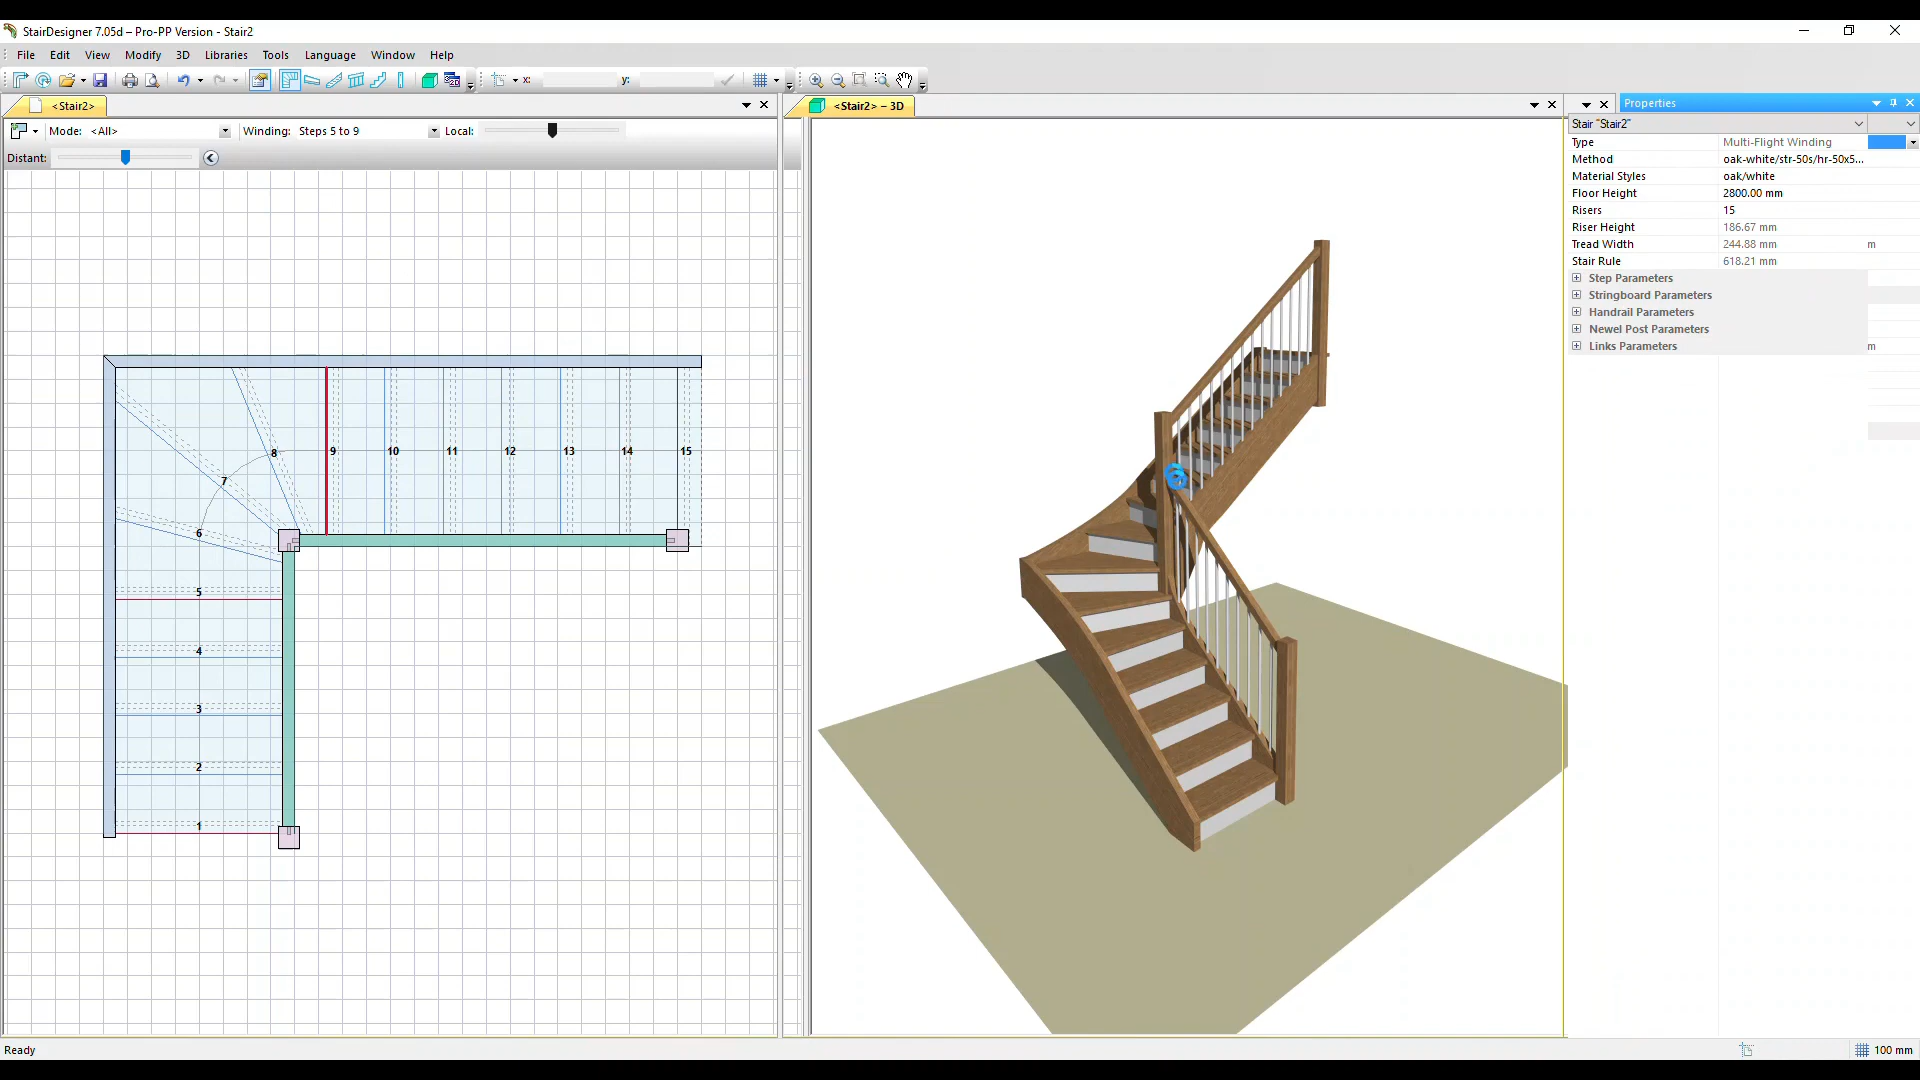 StairDesigner 7.05d – Pro-PP Version - Stair2
File Edit View Modify 3D Libraries Tools Language Window Help
x: y:
<Stair2>
<Stair2> – 3D
Properties
Mode: <All> Winding: Steps 5 to 9 Local:
Distant:
Stair "Stair2"
Type Multi-Flight Winding
Method oak-white/str-50s/hr-50x5...
Material Styles oak/white
Floor Height 2800.00 mm
Risers 15
Riser Height 186.67 mm
Tread Width 244.88 mm m
Stair Rule 618.21 mm
Step Parameters
Stringboard Parameters
Handrail Parameters
Newel Post Parameters
Links Parameters m
8 9 10 11 12 13 14 15
7
6
5
4
3
2
1
Ready 100 mm